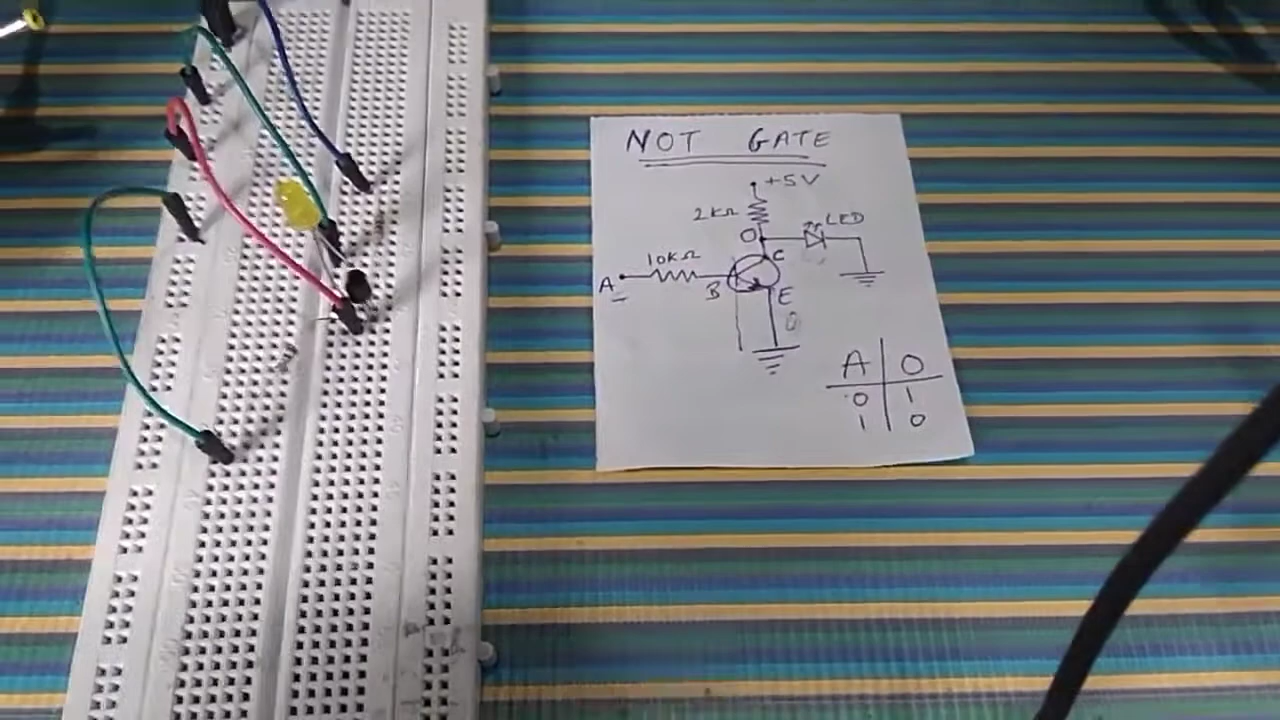 NOT GATE
+5V
2KΩ
LED
O
10KΩ
C
A
B
E
A O
0 1
1 0